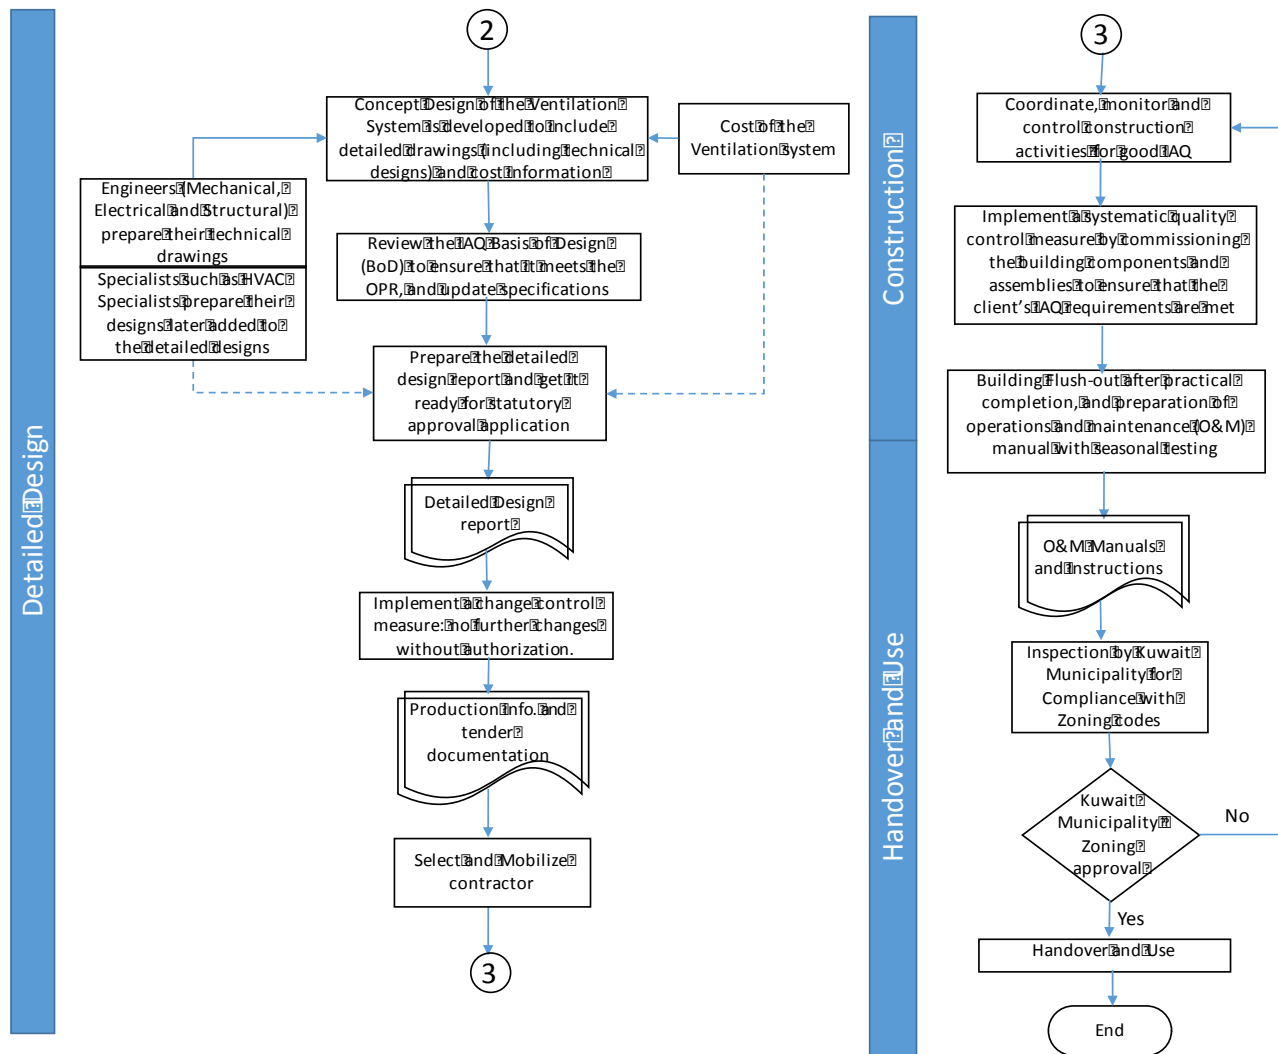 Detailed Design
2
Concept Design of the Ventilation
System is developed to include
detailed drawings (including technical
designs) and cost information
Cost of the
Ventilation system
Engineers (Mechanical,
Electrical and Structural)
prepare their technical
drawings
Specialists such as HVAC
Specialists prepare their
designs later added to
the detailed designs
Review the IAQ Basis of Design
(BoD) to ensure that it meets the
OPR, and update specifications
Prepare the detailed
design report and get it
ready for statutory
approval application
Detailed Design
report
Implement a change control
measure: no further changes
without authorization.
Production info. and
tender
documentation
Select and Mobilize
contractor
3
Construction
Handover and Use
3
Coordinate, monitor and
control construction
activities for good IAQ
Implement a systematic quality
control measure by commissioning
the building components and
assemblies to ensure that the
client's IAQ requirements are met
Building Flush-out after practical
completion, and preparation of
operations and maintenance (O&M)
manual with seasonal testing
O&M Manuals
and Instructions
Inspection by Kuwait
Municipality for
Compliance with
Zoning codes
Kuwait
Municipality
Zoning
approval
No
Yes
Handover and Use
End